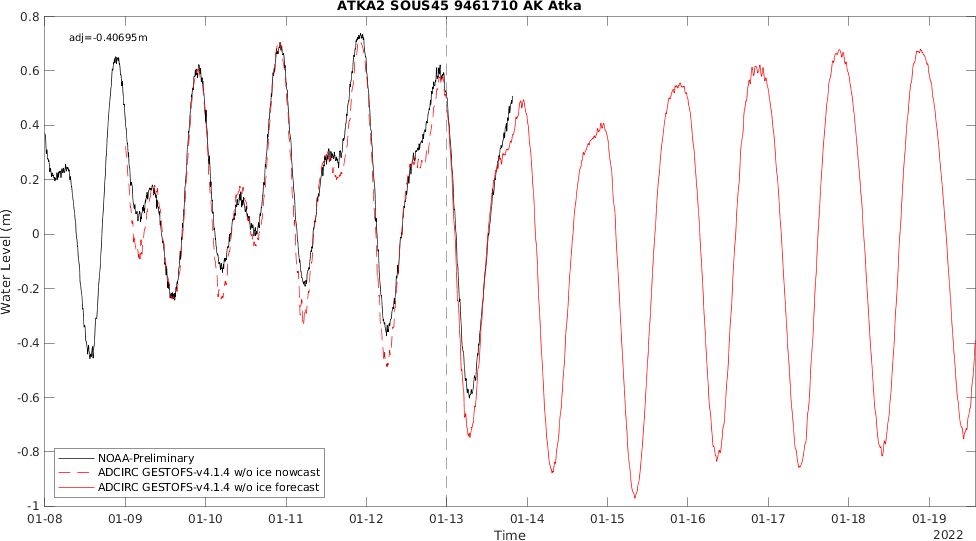 ATKA2 SOUS45 9461710 AK Atka
adj=-0.40695m
0.8
0.6
0.4
0.2
0
-0.2
-0.4
-0.6
-0.8
-1
Water Level (m)
NOAA-Preliminary
ADCIRC GESTOFS-v4.1.4 w/o ice nowcast
ADCIRC GESTOFS-v4.1.4 w/o ice forecast
01-08 01-09 01-10 01-11 01-12 01-13 01-14 01-15 01-16 01-17 01-18 01-19
Time
2022